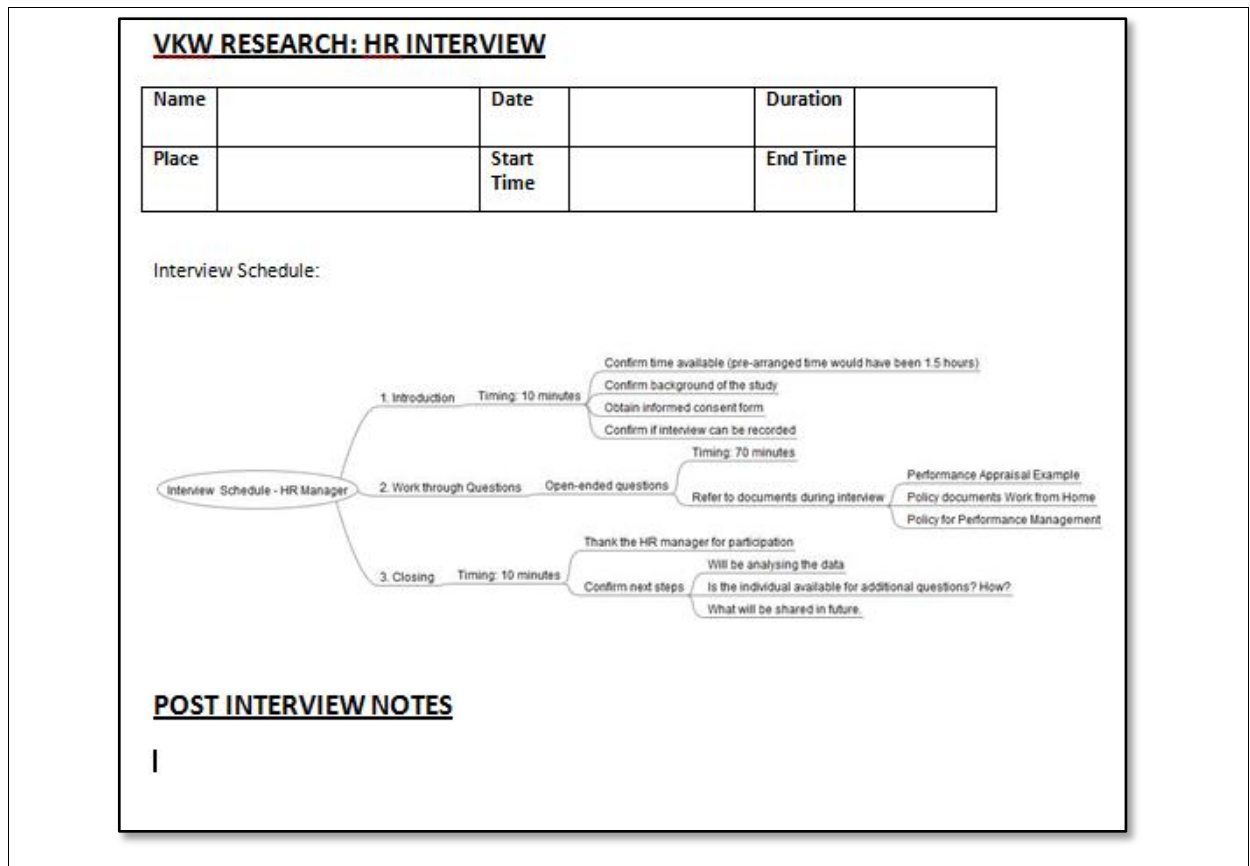 VKW RESEARCH: HR INTERVIEW
Name Date Duration
Place Start Time End Time
Interview Schedule:
Interview Schedule - HR Manager
1. Introduction
Timing: 10 minutes
Confirm time available (pre-arranged time would have been 1.5 hours)
Confirm background of the study
Obtain informed consent form
Confirm if interview can be recorded
2. Work through Questions
Open-ended questions
Timing: 70 minutes
Refer to documents during interview
Performance Appraisal Example
Policy documents Work from Home
Policy for Performance Management
3. Closing
Timing: 10 minutes
Thank the HR manager for participation
Confirm next steps
Will be analysing the data
Is the individual available for additional questions? How?
What will be shared in future.
POST INTERVIEW NOTES